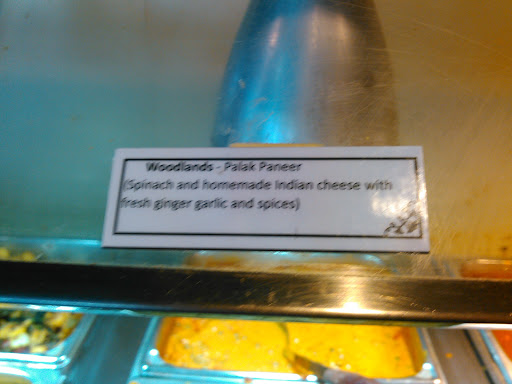 Woodlands - Palak Paneer
(Spinach and homemade Indian cheese with
fresh ginger garlic and spices)